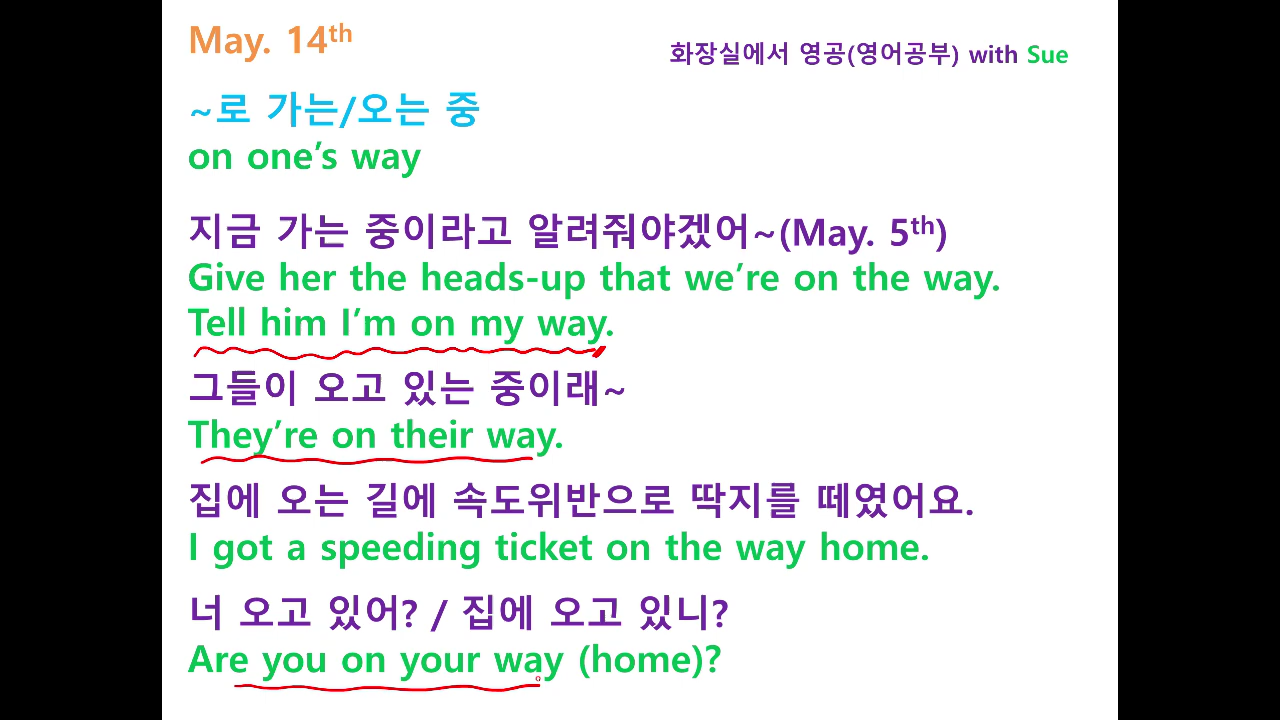 May. 14th
화장실에서 영공(영어공부) with Sue
~로 가는/오는 중
on one’s way
지금 가는 중이라고 알려줘야겠어~(May. 5th)
Give her the heads-up that we’re on the way.
Tell him I’m on my way.
그들이 오고 있는 중이래~
They’re on their way.
집에 오는 길에 속도위반으로 딱지를 떼였어요.
I got a speeding ticket on the way home.
너 오고 있어? / 집에 오고 있니?
Are you on your way (home)?